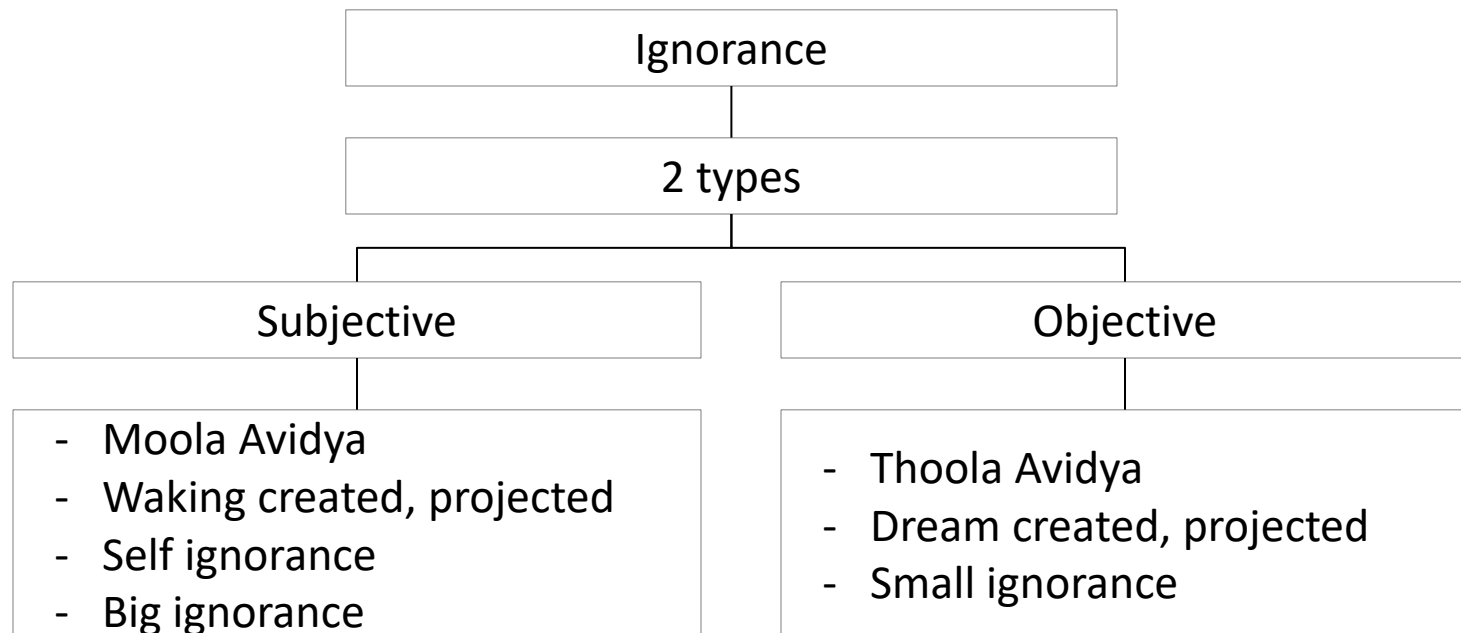 Ignorance
2 types
Subjective
Objective
- Moola Avidya
- Waking created, projected
- Self ignorance
- Big ignorance
- Thoola Avidya
- Dream created, projected
- Small ignorance